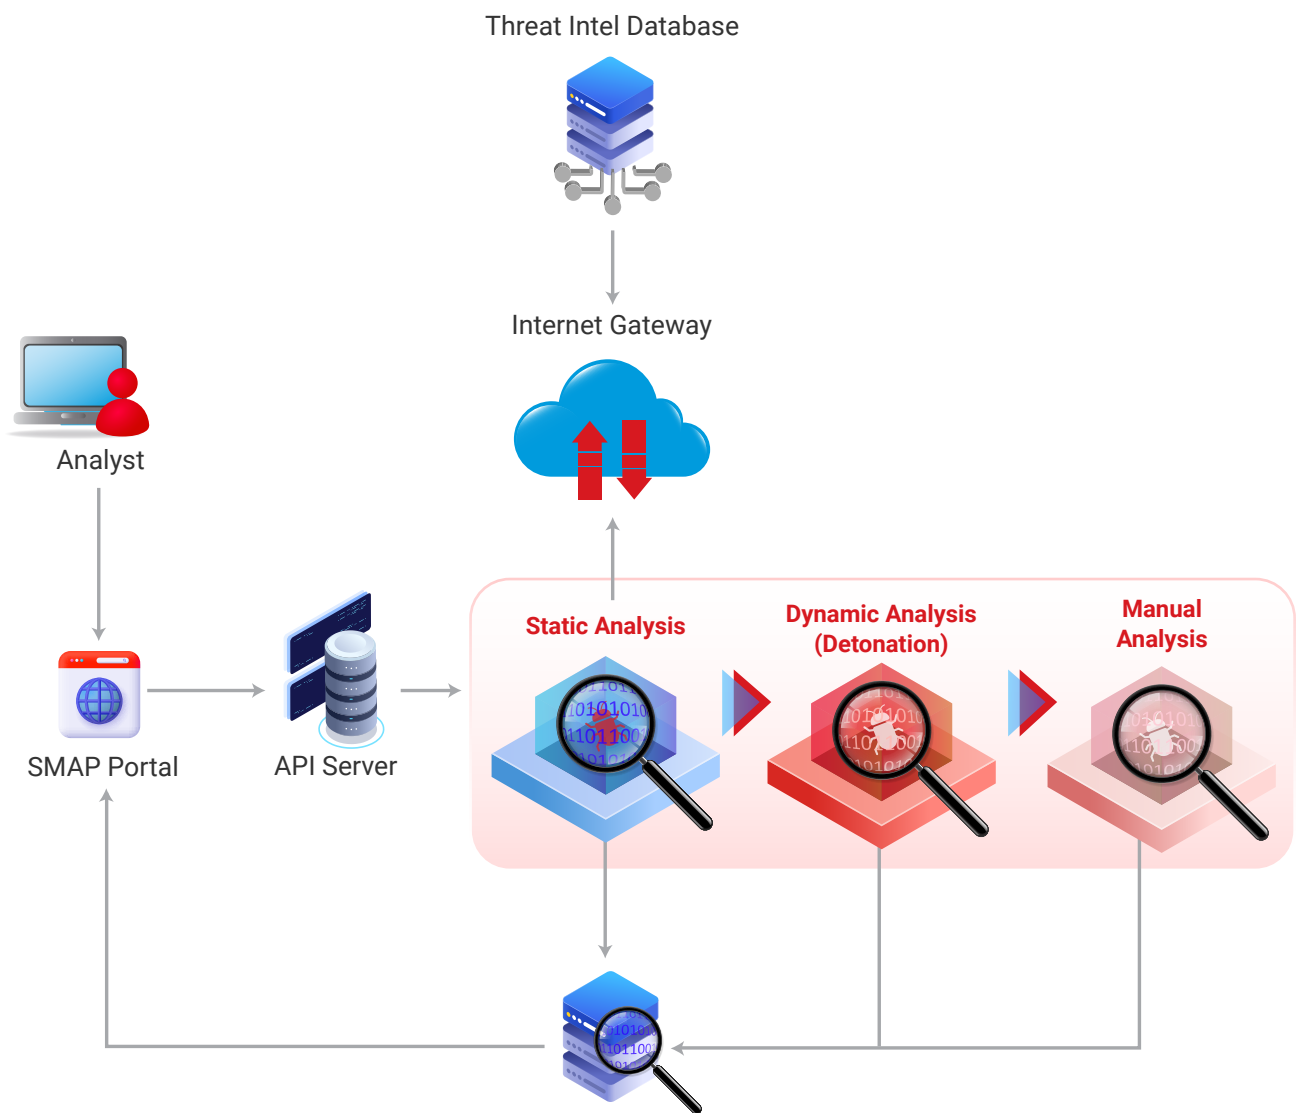 Threat Intel Database
Internet Gateway
Analyst
Static Analysis
Dynamic Analysis
(Detonation)
Manual
Analysis
SMAP Portal
API Server